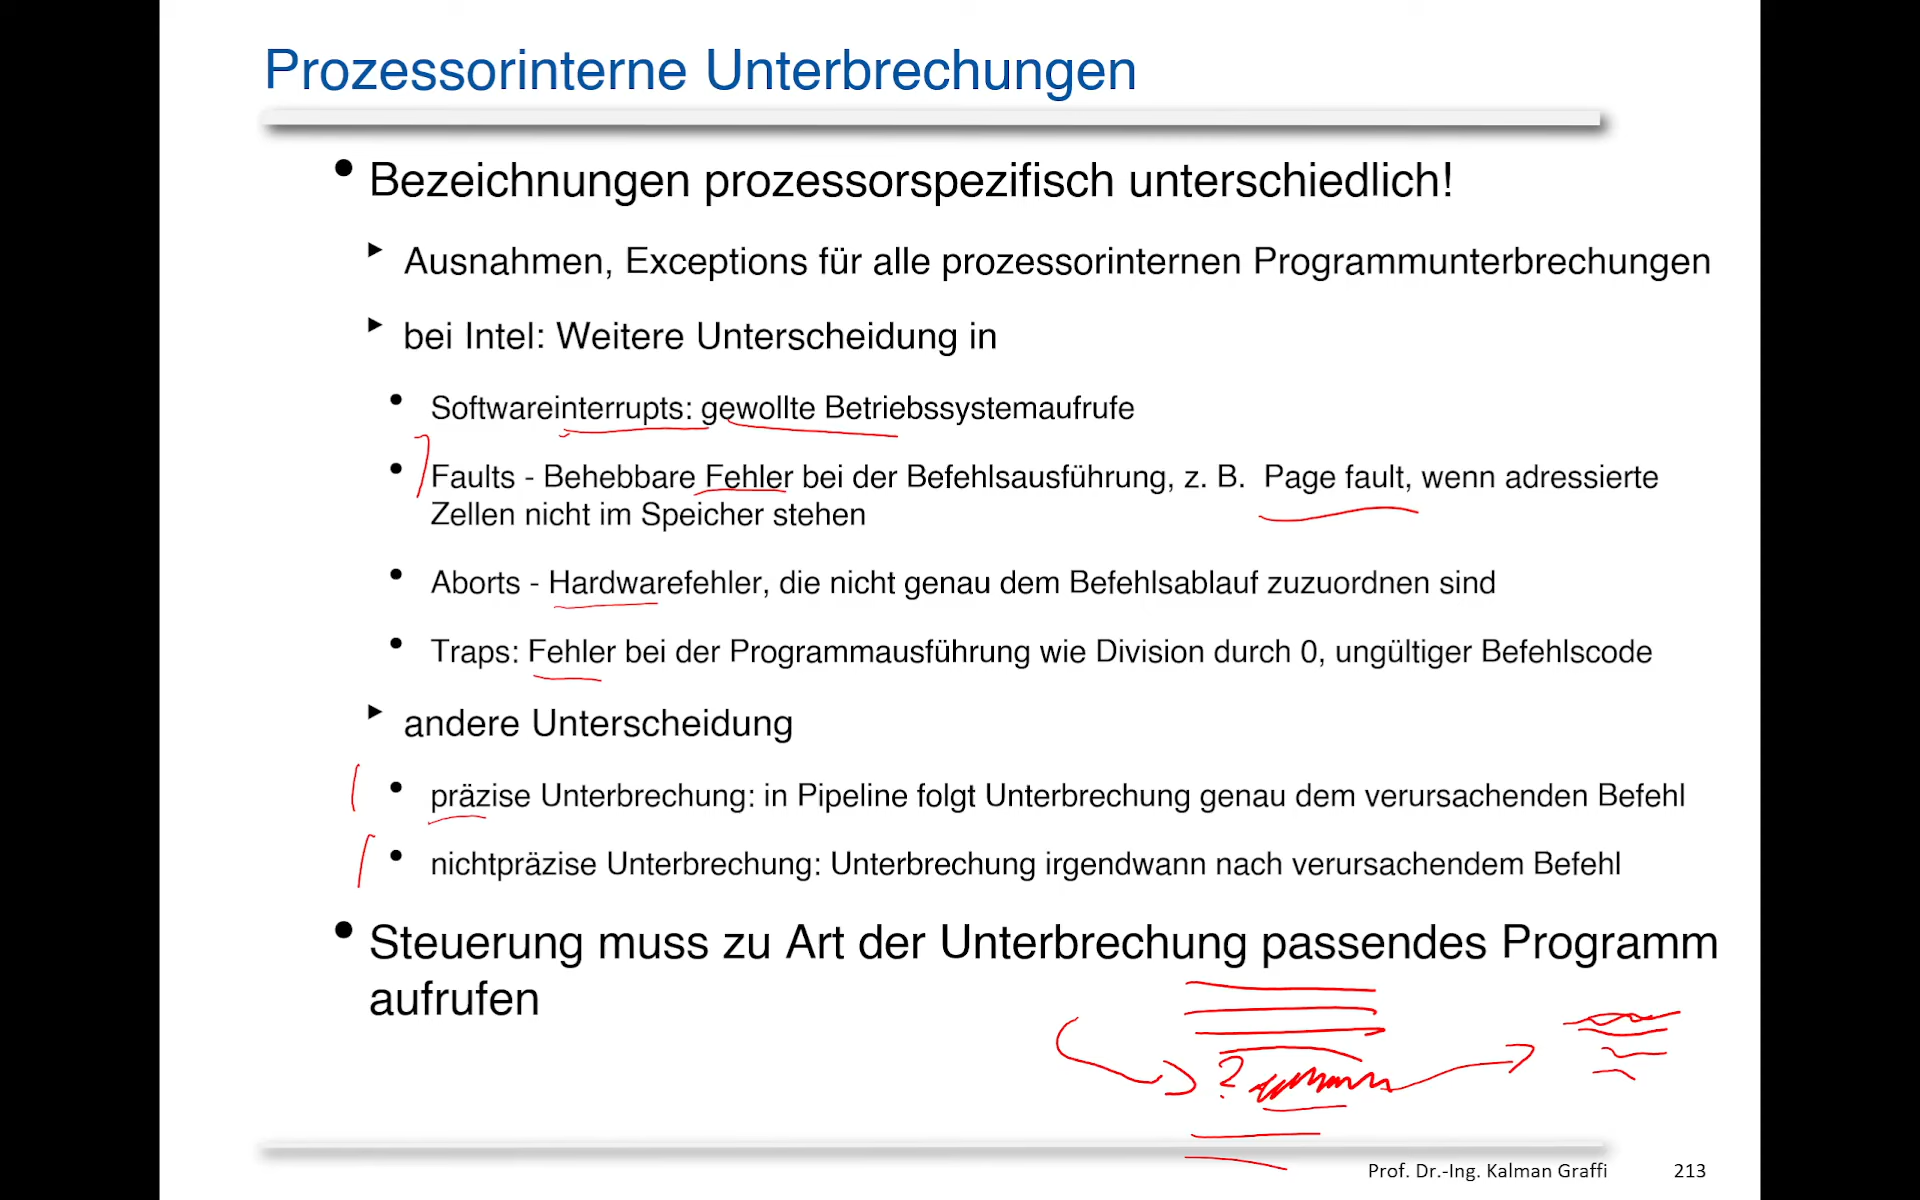 Prozessorinterne Unterbrechungen
• Bezeichnungen prozessorspezifisch unterschiedlich!
▸ Ausnahmen, Exceptions für alle prozessorinternen Programmunterbrechungen
▸ bei Intel: Weitere Unterscheidung in
• Softwareinterrupts: gewollte Betriebssystemaufrufe
• Faults - Behebbare Fehler bei der Befehlsausführung, z. B. Page fault, wenn adressierte
Zellen nicht im Speicher stehen
• Aborts - Hardwarefehler, die nicht genau dem Befehlsablauf zuzuordnen sind
• Traps: Fehler bei der Programmausführung wie Division durch 0, ungültiger Befehlscode
▸ andere Unterscheidung
• präzise Unterbrechung: in Pipeline folgt Unterbrechung genau dem verursachenden Befehl
• nichtpräzise Unterbrechung: Unterbrechung irgendwann nach verursachendem Befehl
• Steuerung muss zu Art der Unterbrechung passendes Programm
aufrufen
?
Prof. Dr.-Ing. Kalman Graffi 213